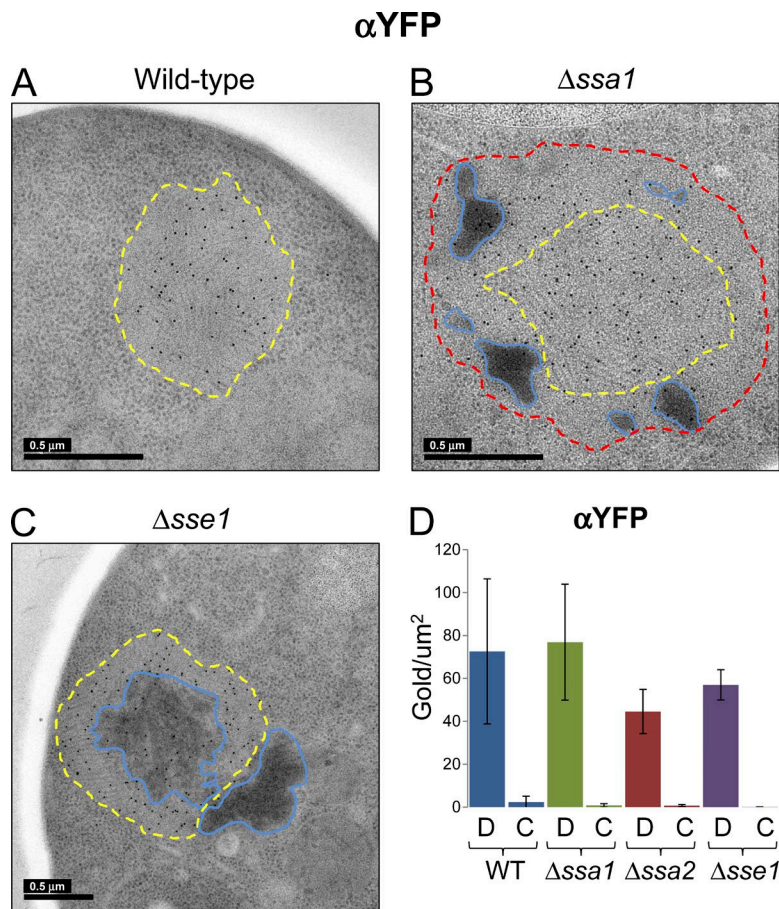 αYFP
A Wild-type
B Δssa1
0.5 μm
0.5 μm
C Δsse1
D αYFP
0.5 μm
Gold/um²
120
100
80
60
40
20
0
D C D C D C D C
WT Δssa1 Δssa2 Δsse1